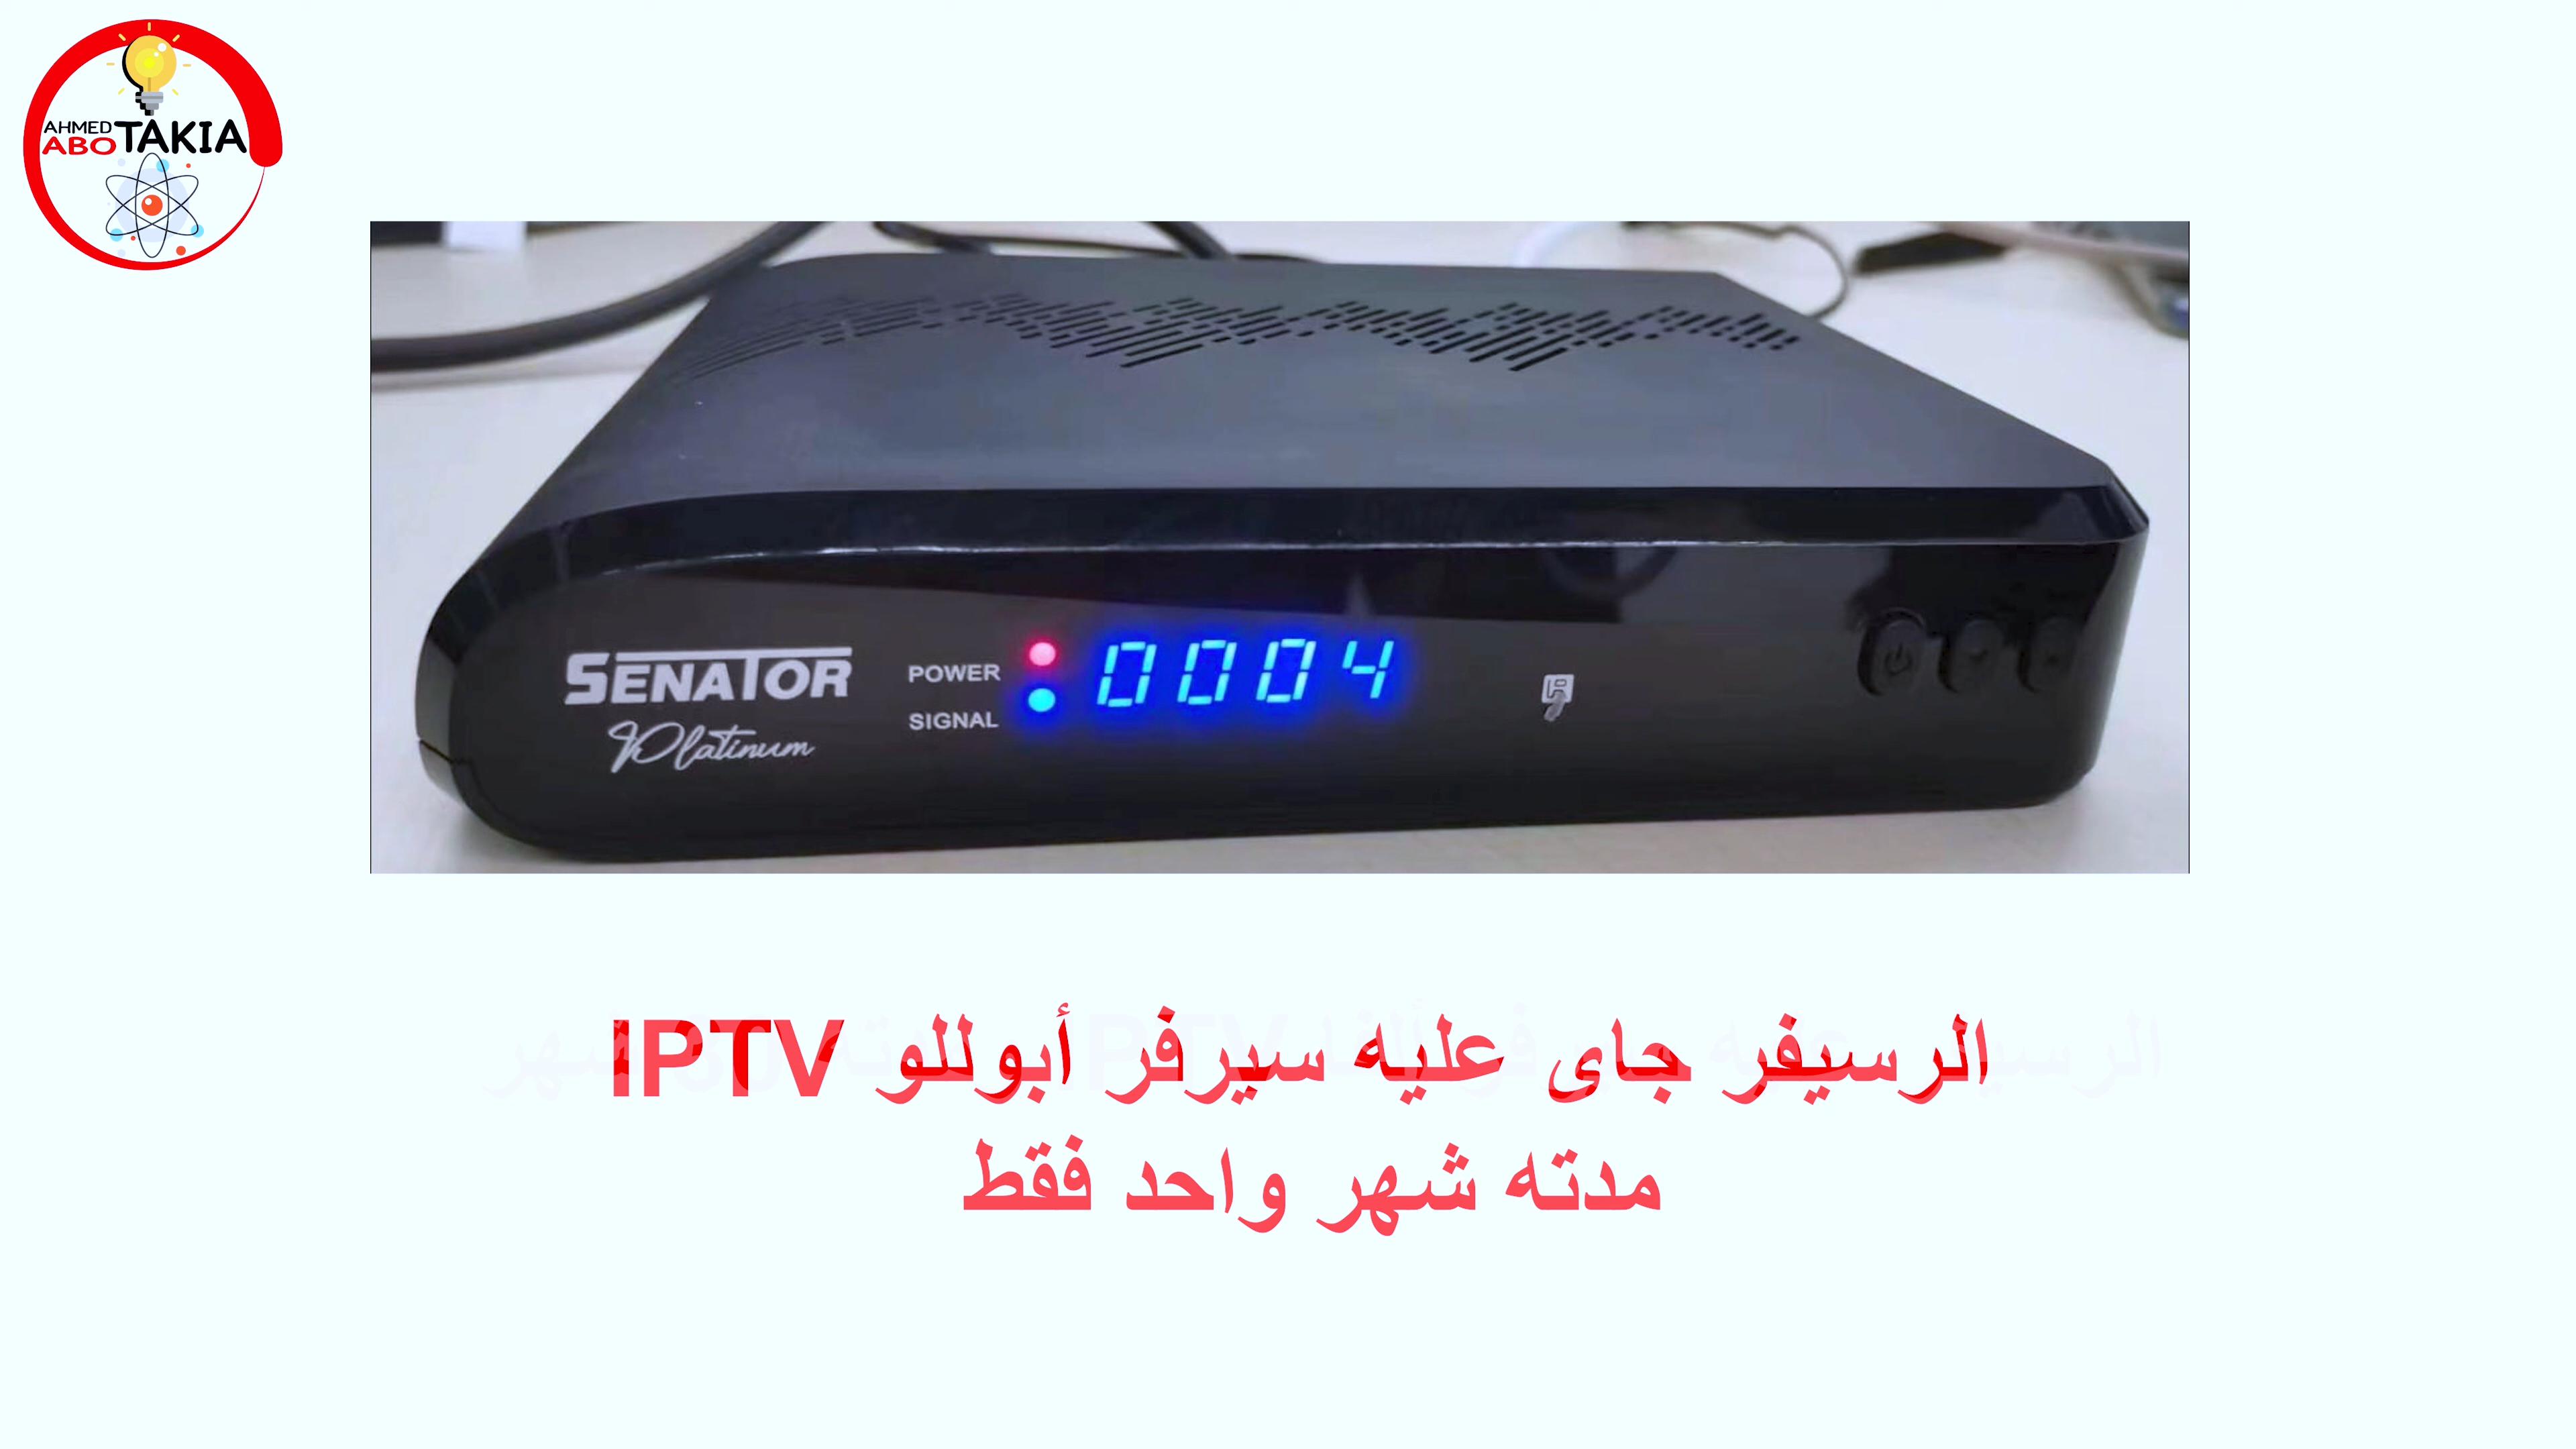 AHMED
ABO TAKIA
SENATOR
Platinum
POWER
SIGNAL
0004
الرسيفر جاى عليه سيرفر أبوللو IPTV
مدته شهر واحد فقط